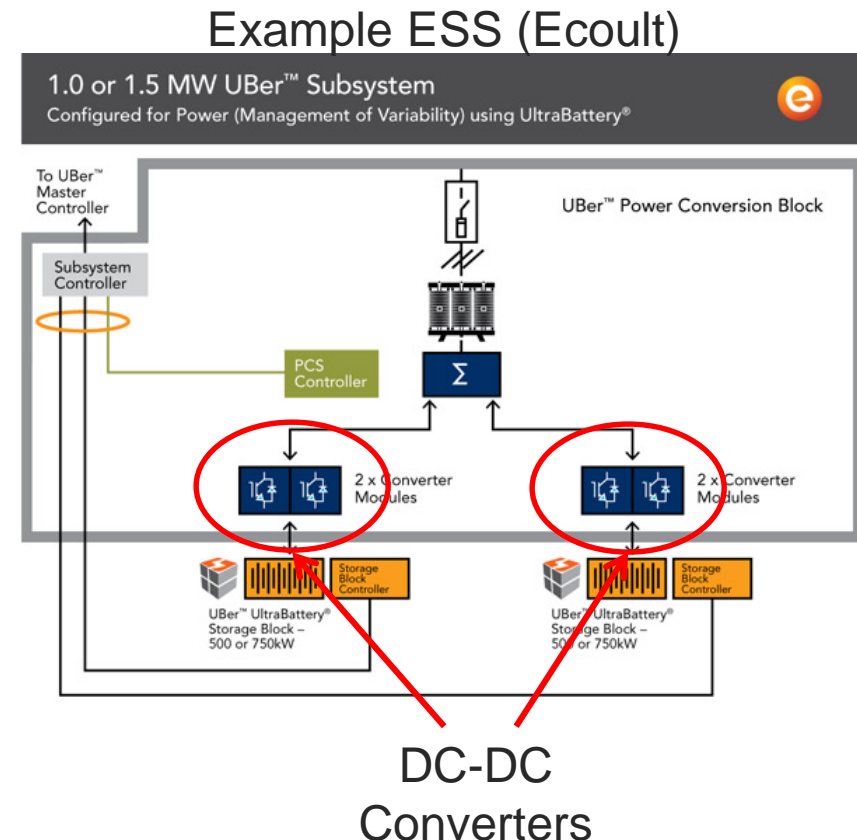 Example ESS (Ecoult)
1.0 or 1.5 MW UBer™ Subsystem
Configured for Power (Management of Variability) using UltraBattery®
e
To UBer™
Master
Controller
UBer™ Power Conversion Block
Subsystem
Controller
PCS
Controller
Σ
2 x Converter
Modules
2 x Converter
Modules
Storage
Block
Controller
UBer™ UltraBattery®
Storage Block –
500 or 750kW
Storage
Block
Controller
UBer™ UltraBattery®
Storage Block –
500 or 750kW
DC-DC
Converters